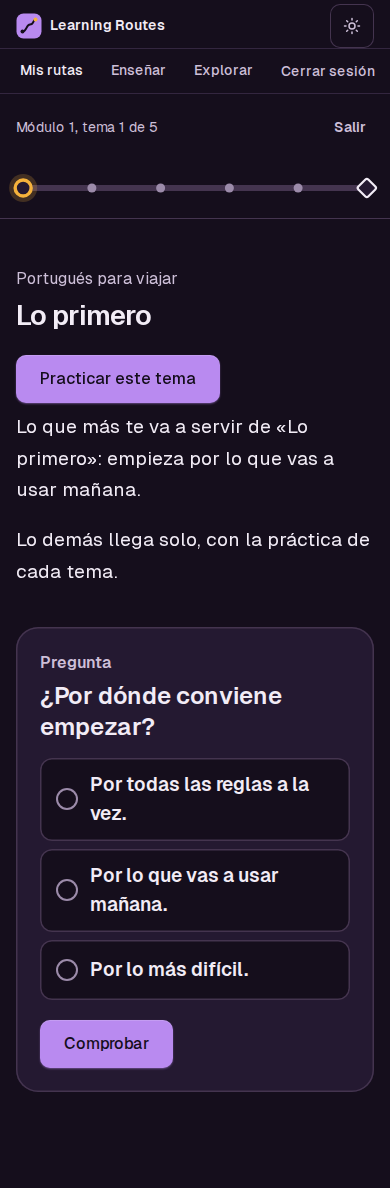 Learning Routes
Mis rutas
Enseñar
Explorar
Cerrar sesión
Módulo 1, tema 1 de 5
Salir
Portugués para viajar
Lo primero
Practicar este tema
Lo que más te va a servir de «Lo
primero»: empieza por lo que vas a
usar mañana.
Lo demás llega solo, con la práctica de
cada tema.
Pregunta
¿Por dónde conviene
empezar?
Por todas las reglas a la
vez.
Por lo que vas a usar
mañana.
Por lo más difícil.
Comprobar